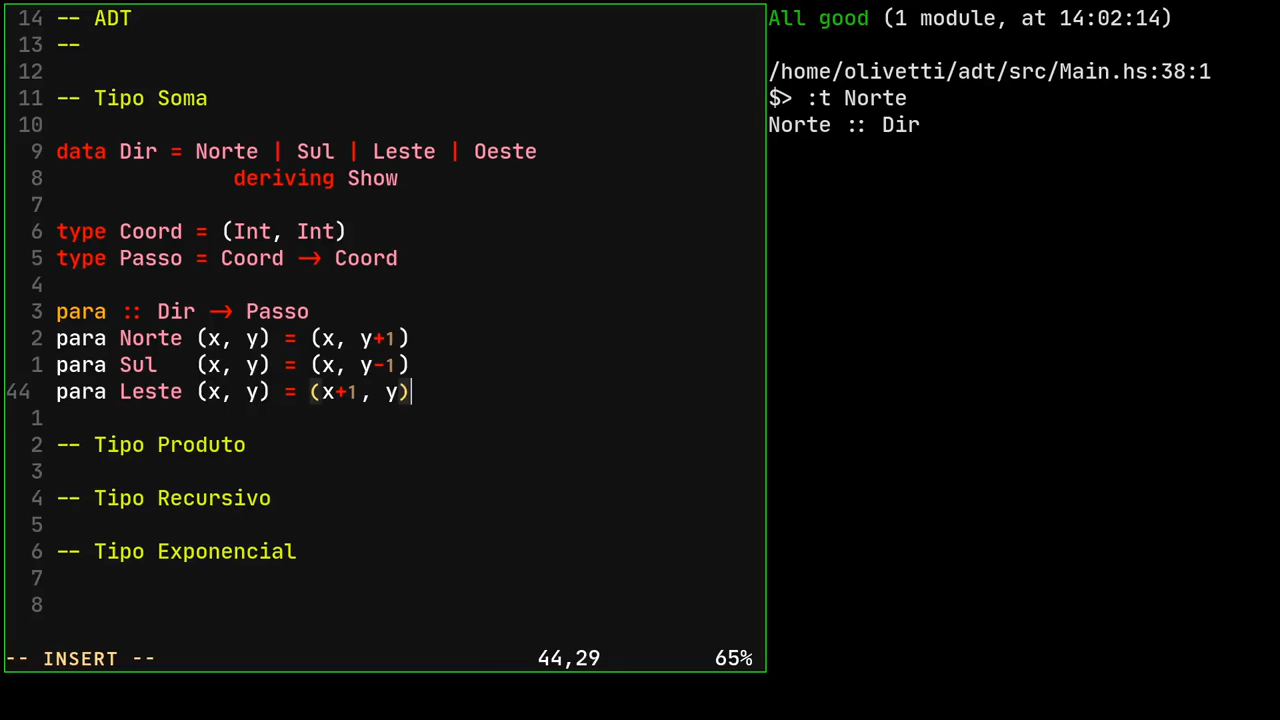 14 -- ADT
13 --
12
11 -- Tipo Soma
10
9 data Dir = Norte | Sul | Leste | Oeste
8 deriving Show
7
6 type Coord = (Int, Int)
5 type Passo = Coord -> Coord
4
3 para :: Dir -> Passo
2 para Norte (x, y) = (x, y+1)
1 para Sul   (x, y) = (x, y-1)
44 para Leste (x, y) = (x+1, y)
1
2 -- Tipo Produto
3
4 -- Tipo Recursivo
5
6 -- Tipo Exponencial
7
8
-- INSERT -- 44,29 65%
All good (1 module, at 14:02:14)
/home/olivetti/adt/src/Main.hs:38:1
$> :t Norte
Norte :: Dir